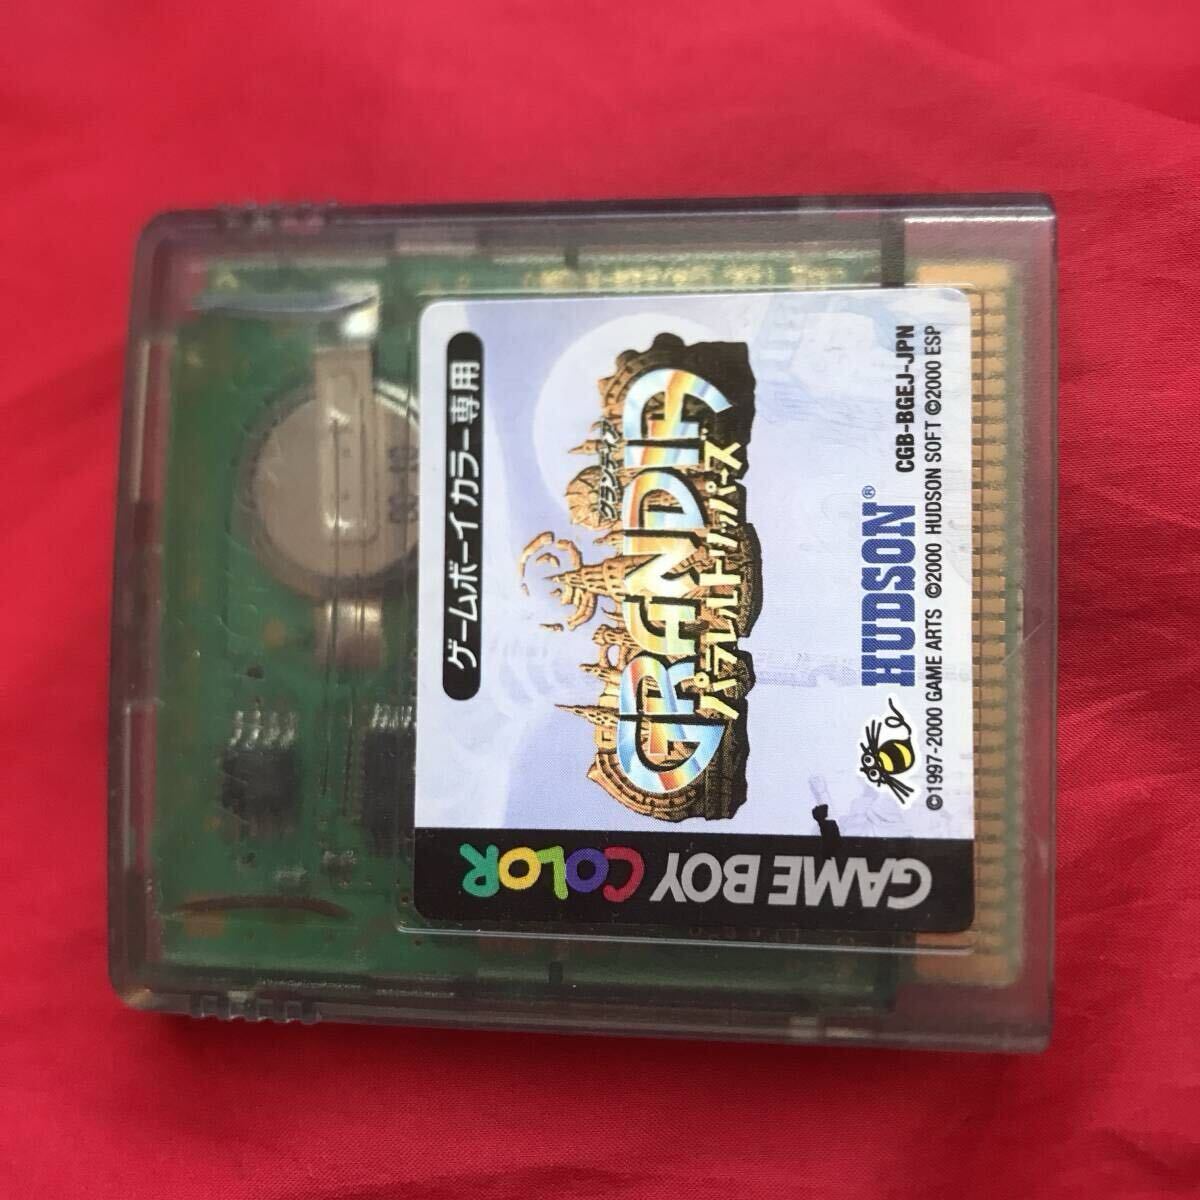 GAME BOY COLOR
ゲームボーイカラー専用
グランディア
GRANDIA
パラレルトリッパーズ
HUDSON®
CGB-BGEJ-JPN
©1997-2000 GAME ARTS ©2000 HUDSON SOFT ©2000 ESP